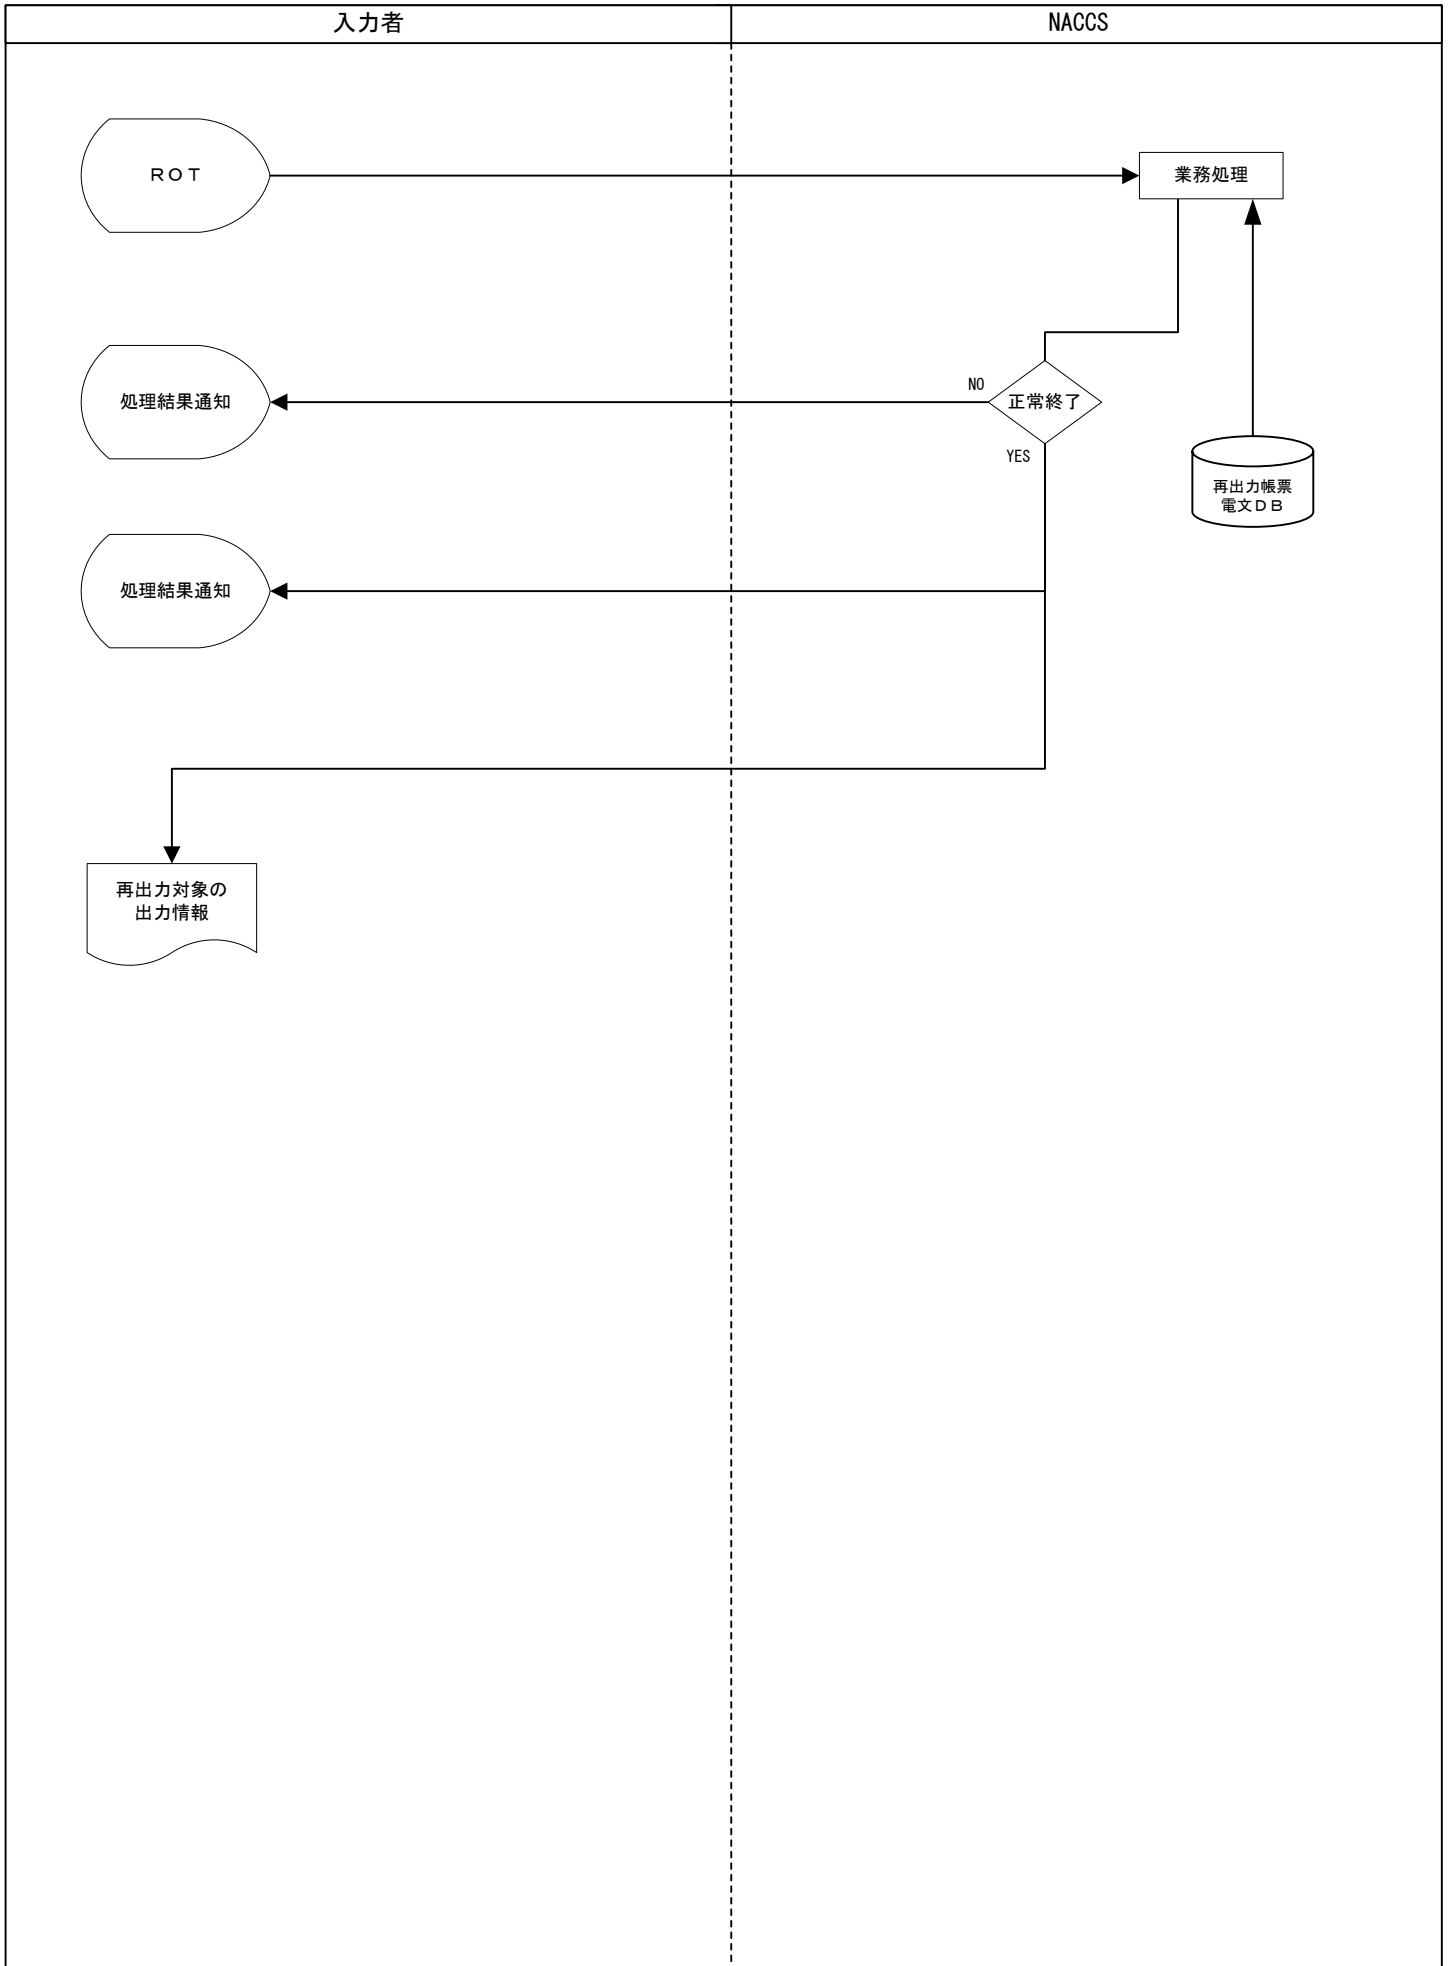 入力者
NACCS
ＲＯＴ
業務処理
処理結果通知
NO
正常終了
YES
再出力帳票
電文ＤＢ
処理結果通知
再出力対象の
出力情報